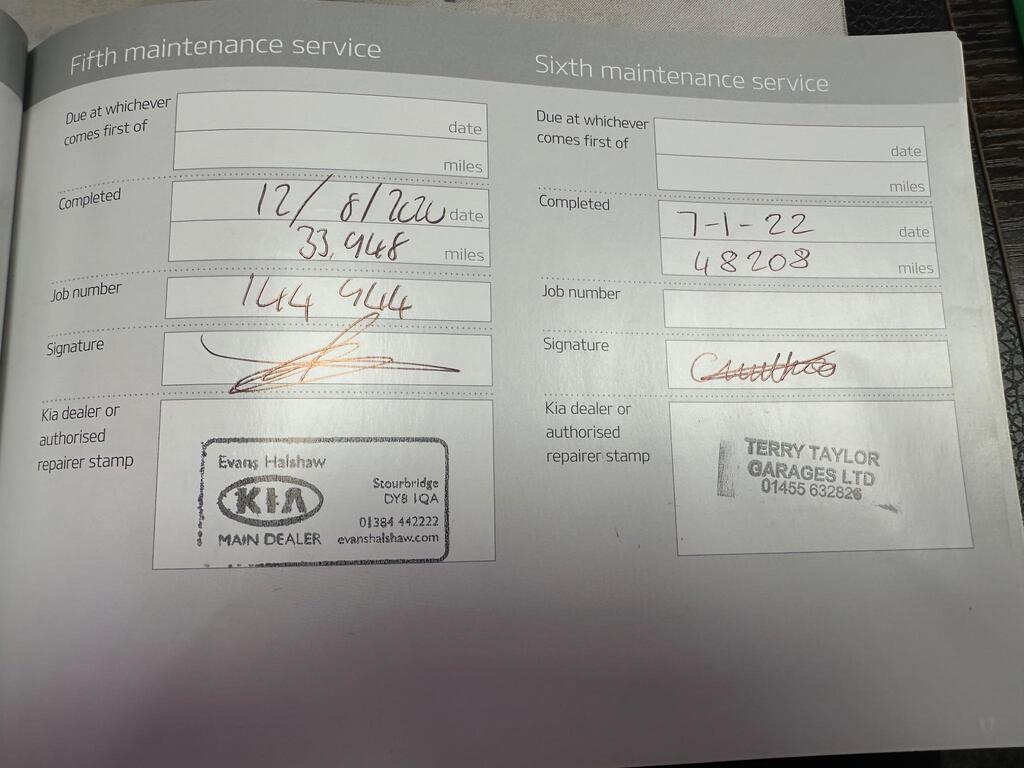 Fifth maintenance service
Due at whichever
comes first of
date
miles
Completed
12/8/2020 date
33,948 miles
Job number
144 944
Signature
Kia dealer or
authorised
repairer stamp
Evans Halshaw
KIA
MAIN DEALER
Stourbridge
DY8 1QA
01384 442222
evanshalshaw.com
Sixth maintenance service
Due at whichever
comes first of
date
miles
Completed
7-1-22 date
48208 miles
Job number
Signature
Kia dealer or
authorised
repairer stamp
TERRY TAYLOR
GARAGES LTD
01455 632826
17